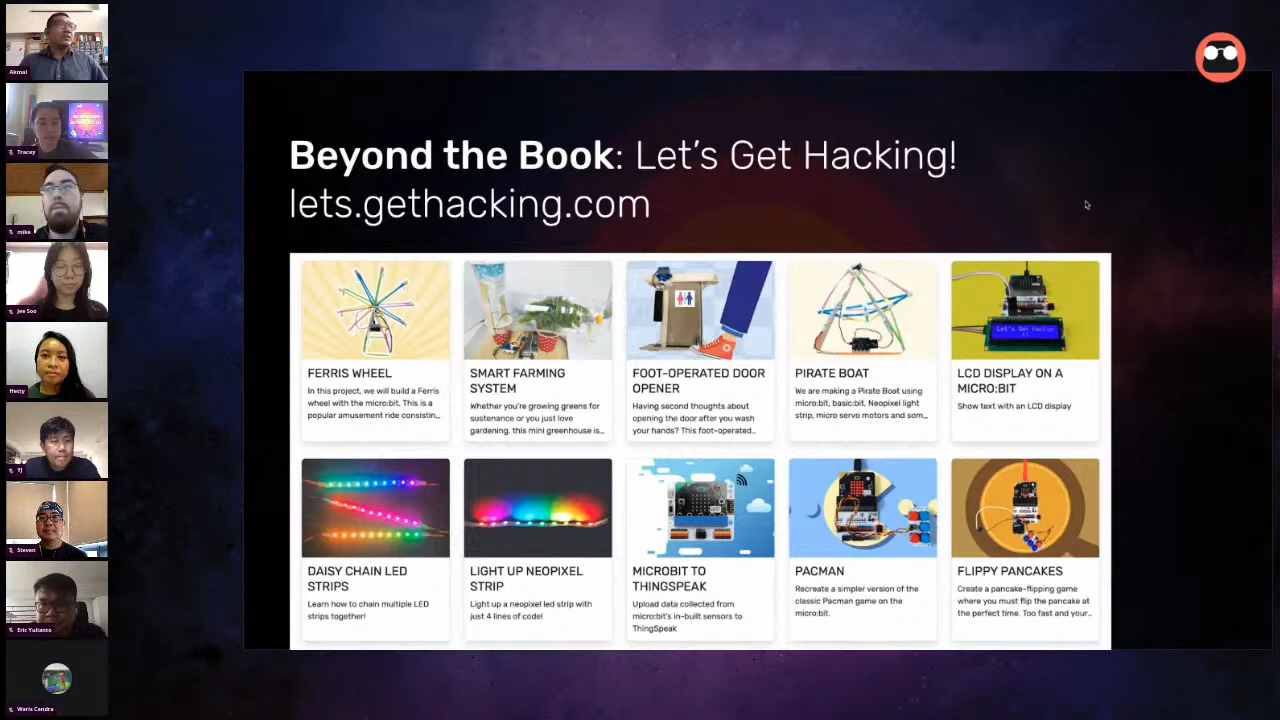 Akmal
Tracey
mike
Jee Soo
Hetty
YJ
Steven
Eric Yulianto
Waris Candra
Beyond the Book: Let's Get Hacking!
lets.gethacking.com
FERRIS WHEEL
In this project, we will build a Ferris
wheel with the micro:bit. This is a
popular amusement ride consistin...
SMART FARMING
SYSTEM
Whether you're growing greens for
sustenance or you just love
gardening, this mini greenhouse is...
FOOT-OPERATED DOOR
OPENER
Having second thoughts about
opening the door after you wash
your hands? This foot-operated...
PIRATE BOAT
We are making a Pirate Boat using
micro:bit, basic:bit, Neopixel light
strip, micro servo motors and som...
Let's Get Hackin
LCD DISPLAY ON A
MICRO:BIT
Show text with an LCD display
DAISY CHAIN LED
STRIPS
Learn how to chain multiple LED
strips together!
LIGHT UP NEOPIXEL
STRIP
Light up a neopixel led strip with
just 4 lines of code!
MICROBIT TO
THINGSPEAK
Upload data collected from
micro:bit's in-built sensors to
ThingSpeak
PACMAN
Recreate a simpler version of the
classic Pacman game on the
micro:bit.
FLIPPY PANCAKES
Create a pancake-flipping game
where you must flip the pancake at
the perfect time. Too fast and your...